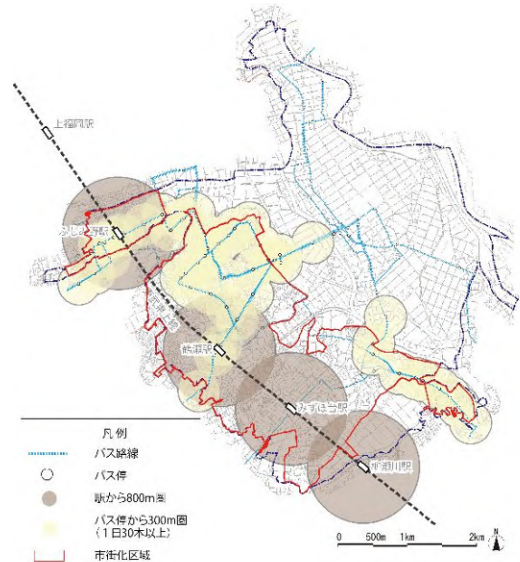 上福岡駅
ふじみ野駅
鶴瀬駅
みずほ台駅
柳瀬川駅
凡例
バス路線
バス停
駅から800m圏
バス停から300m圏
(1日30本以上)
市街化区域
0 500m 1km 2km
N